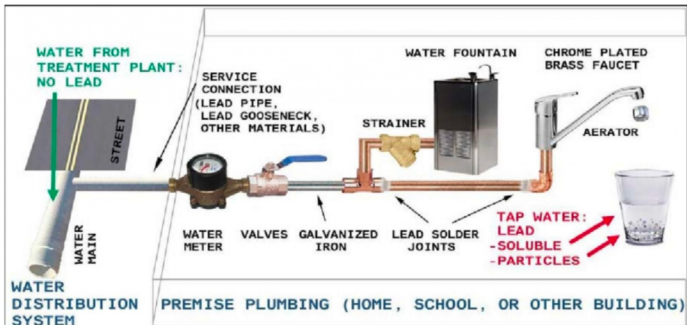 WATER FROM
TREATMENT PLANT:
NO LEAD
SERVICE
CONNECTION
(LEAD PIPE,
LEAD GOOSENECK,
OTHER MATERIALS)
WATER FOUNTAIN
CHROME PLATED
BRASS FAUCET
STRAINER
AERATOR
STREET
WATER
MAIN
WATER
METER
VALVES
GALVANIZED
IRON
LEAD SOLDER
JOINTS
TAP WATER:
LEAD
-SOLUBLE
-PARTICLES
WATER
DISTRIBUTION
SYSTEM
PREMISE PLUMBING (HOME, SCHOOL, OR OTHER BUILDING)